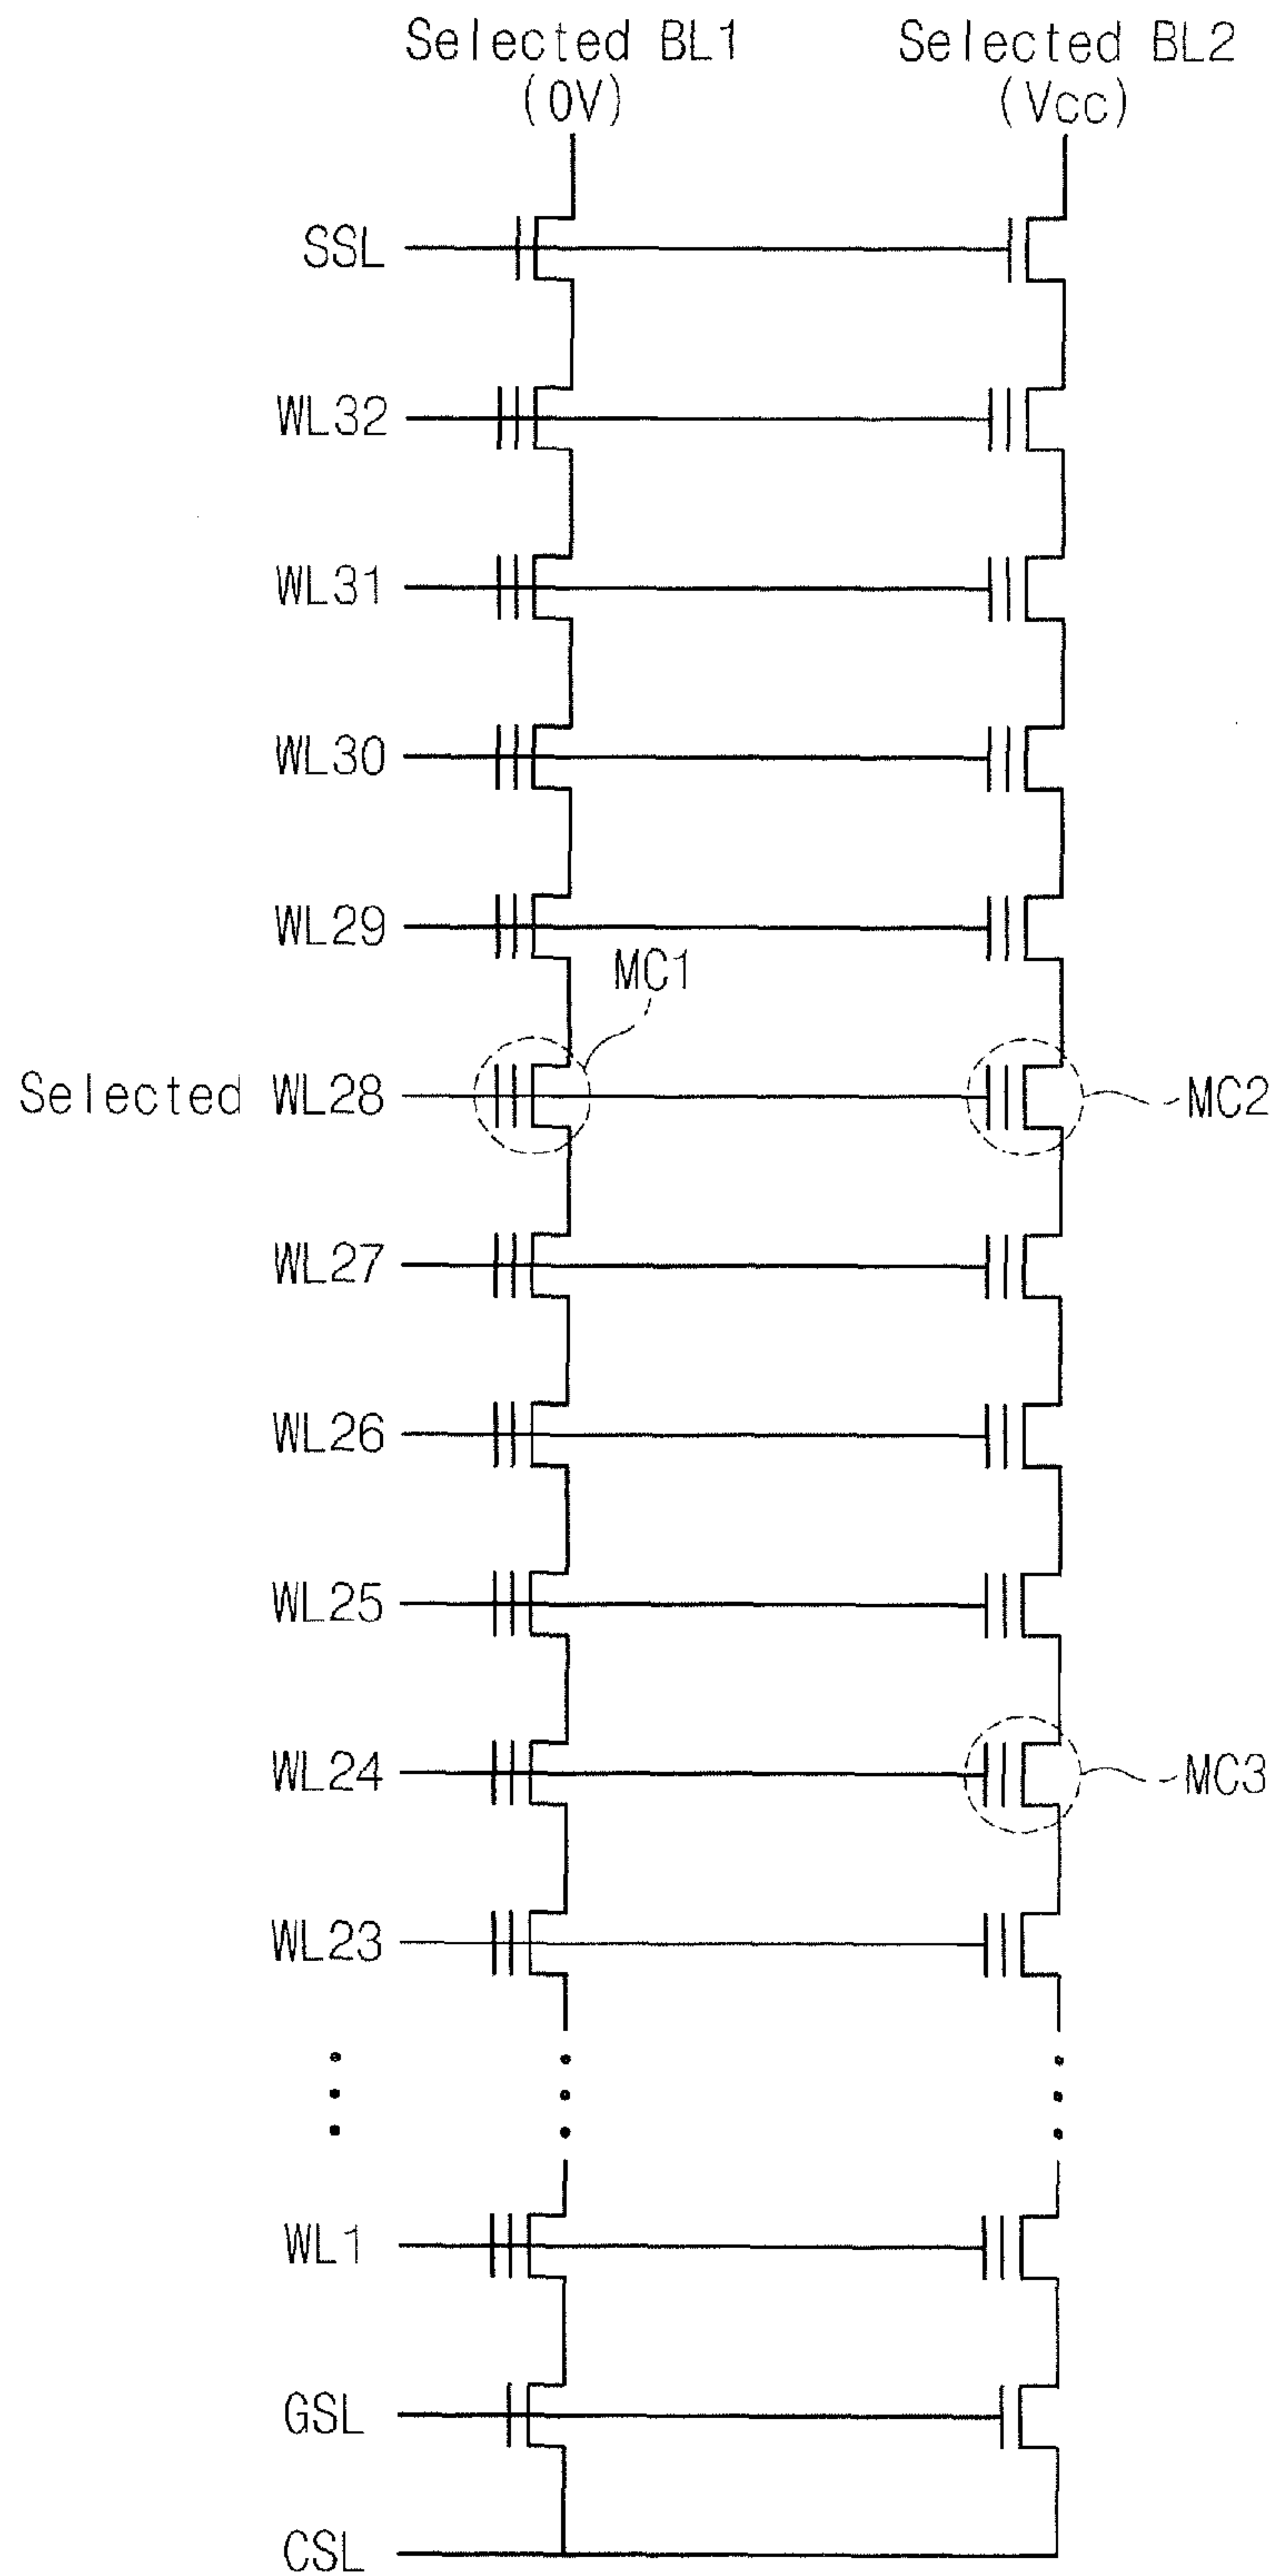 Selected BL1 Selected BL2
(0V) (Vcc)
SSL
WL32
WL31
WL30
WL29
MC1
Selected WL28 MC2
WL27
WL26
WL25
WL24 MC3
WL23
WL1
GSL
CSL